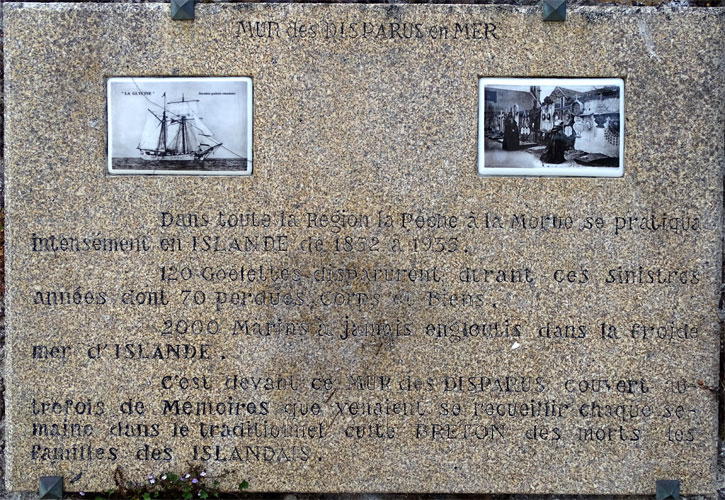 MUR des DISPARUS en MER
"LA GLYCINE"
Dans toute la Région la Pêche à la Morue se pratiqua
intensément en ISLANDE de 1852 à 1935.
120 Goélettes disparurent durant ces sinistres
années dont 70 perdues corps et Biens.
2000 Marins à jamais engloutis dans la froide
mer d'ISLANDE.
C'est devant ce MUR des DISPARUS couvert au-
trefois de Mémoires que venaient se recueillir chaque se-
maine dans le traditionnel culte BRETON des morts les
Familles des ISLANDAIS.